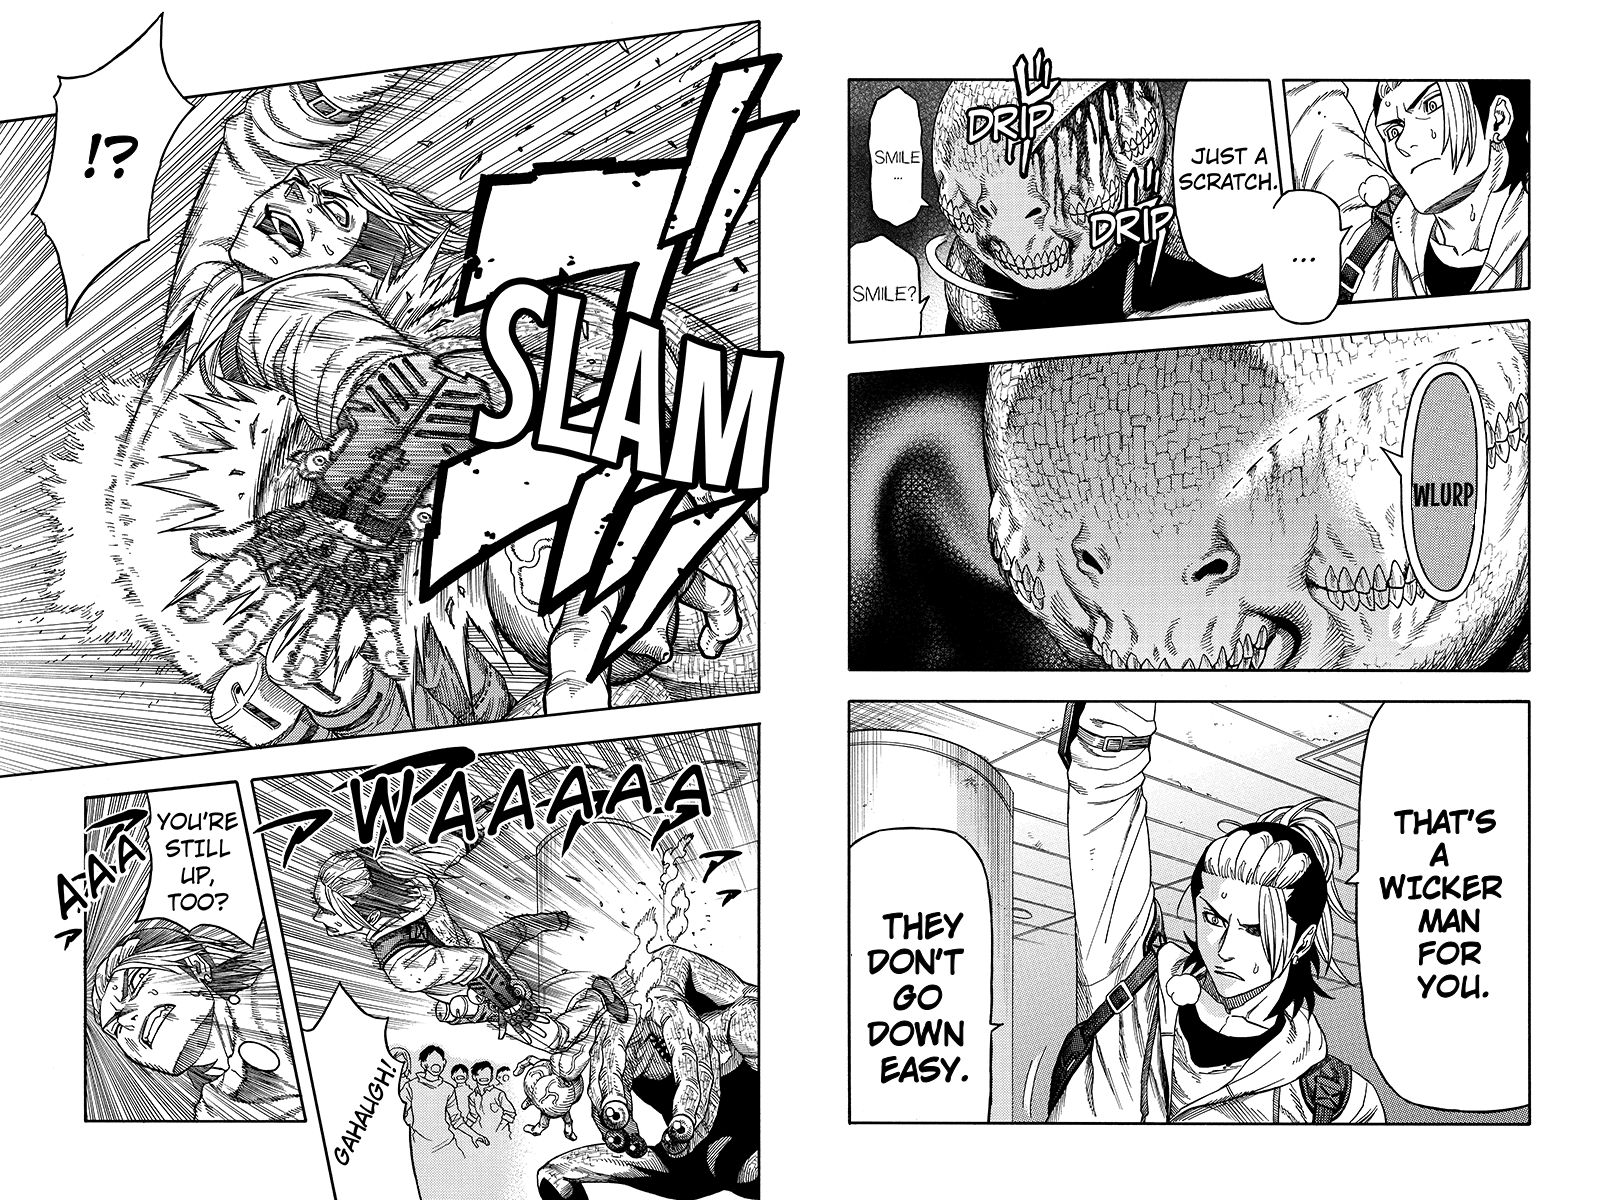 ...
JUST A
SCRATCH.
DRIP
DRIP
SMILE
...
SMILE?
WLURP
THAT'S
A
WICKER
MAN
FOR
YOU.
THEY
DON'T
GO
DOWN
EASY.
SLAM
!?
WAAAAA
GAHAUGH!
YOU'RE
STILL
UP,
TOO?
AAA